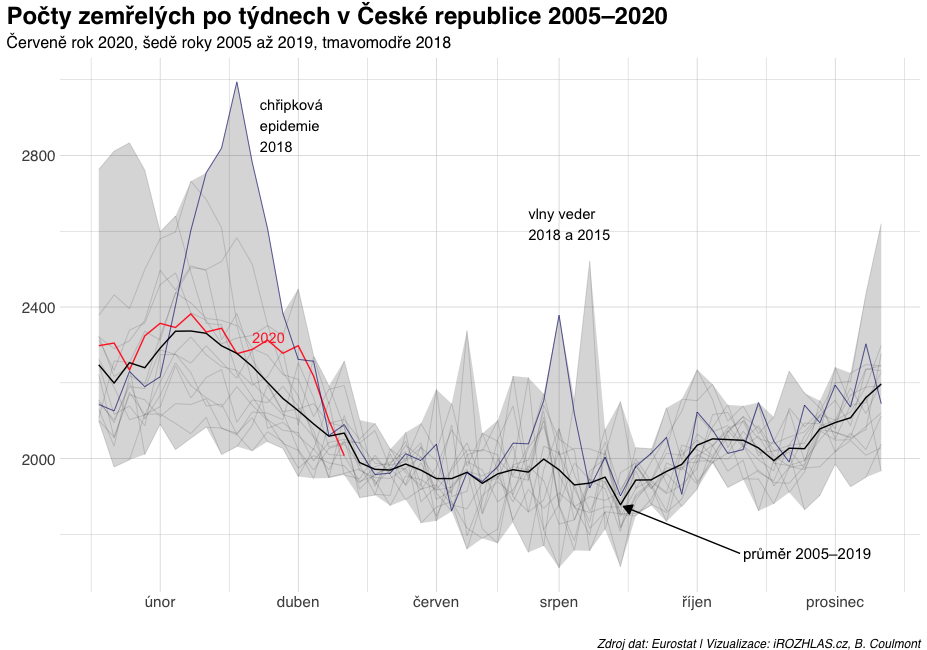 Počty zemřelých po týdnech v České republice 2005–2020
Červeně rok 2020, šedě roky 2005 až 2019, tmavomodře 2018
chřipková
epidemie
2018
2800
vlny veder
2018 a 2015
2400
2020
2000
průměr 2005–2019
únor
duben
červen
srpen
říjen
prosinec
Zdroj dat: Eurostat | Vizualizace: iROZHLAS.cz, B. Coulmont